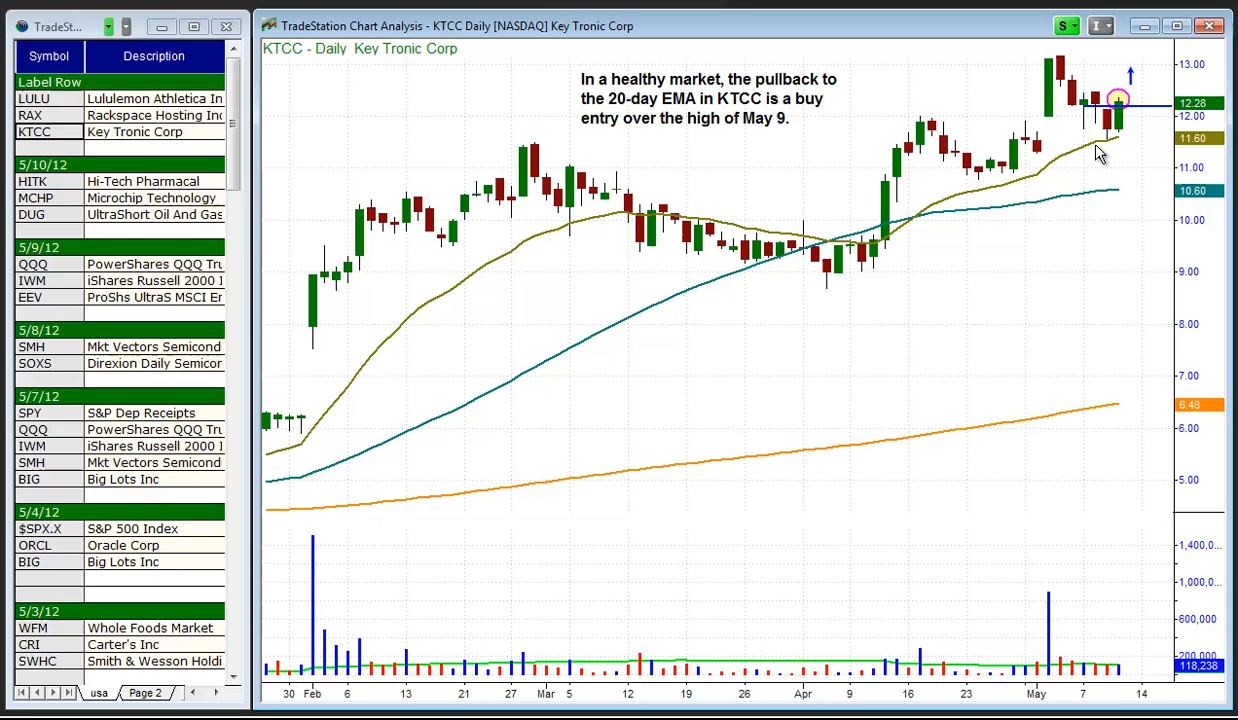 TradeSt...
TradeStation Chart Analysis - KTCC Daily [NASDAQ] Key Tronic Corp
S
I
Symbol Description
Label Row
LULU Lululemon Athletica In
RAX Rackspace Hosting Inc
KTCC Key Tronic Corp
5/10/12
HITK Hi-Tech Pharmacal
MCHP Microchip Technology
DUG UltraShort Oil And Gas
5/9/12
QQQ PowerShares QQQ Tru
IWM iShares Russell 2000 I
EEV ProShs UltraS MSCI Er
5/8/12
SMH Mkt Vectors Semicond
SOXS Direxion Daily Semicor
5/7/12
SPY S&P Dep Receipts
QQQ PowerShares QQQ Tru
IWM iShares Russell 2000 I
SMH Mkt Vectors Semicond
BIG Big Lots Inc
5/4/12
$SPX.X S&P 500 Index
ORCL Oracle Corp
BIG Big Lots Inc
5/3/12
WFM Whole Foods Market
CRI Carter's Inc
SWHC Smith & Wesson Holdi
usa Page 2
KTCC - Daily Key Tronic Corp
In a healthy market, the pullback to
the 20-day EMA in KTCC is a buy
entry over the high of May 9.
13.00
12.28
12.00
11.60
11.00
10.60
10.00
9.00
8.00
7.00
6.48
6.00
5.00
1,400,0...
1,000,0...
600,000
200,000
118,238
30 Feb 6 13 21 27 Mar 5 12 19 26 Apr 9 16 23 May 7 14